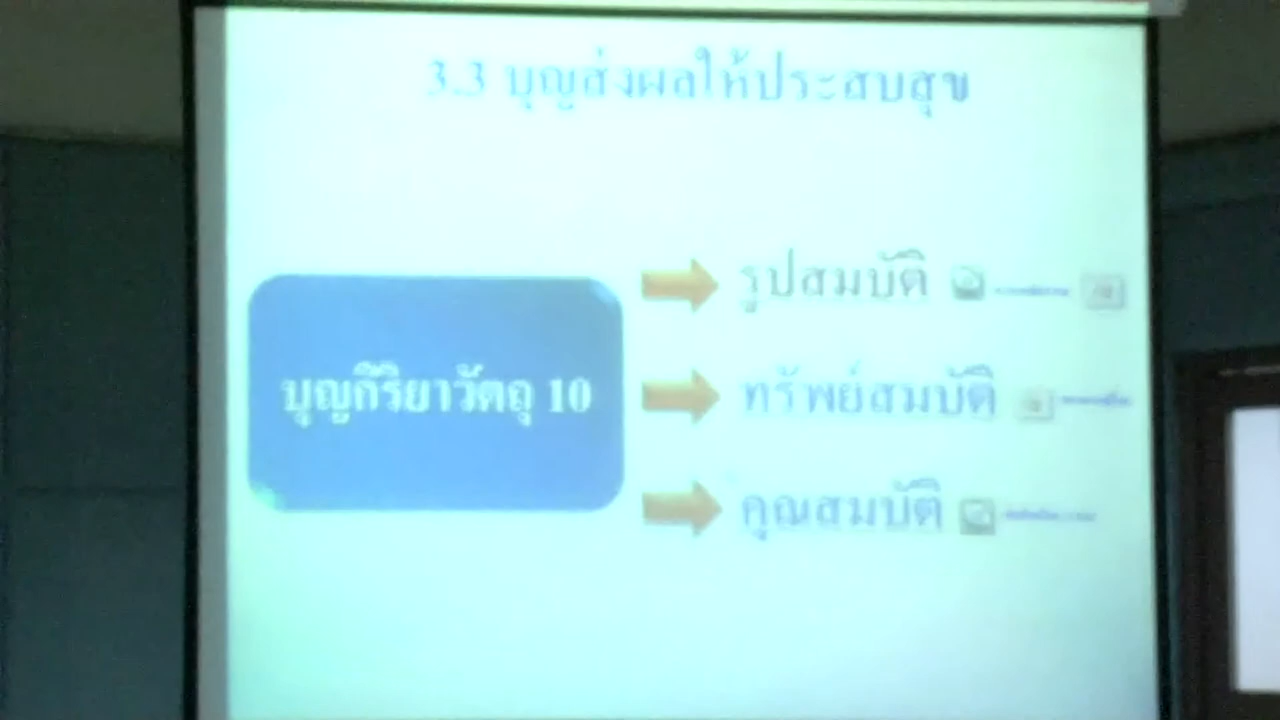 3.3 บุญส่งผลให้ประสบสุข
บุญกิริยาวัตถุ 10
รูปสมบัติ
ทรัพย์สมบัติ
คุณสมบัติ